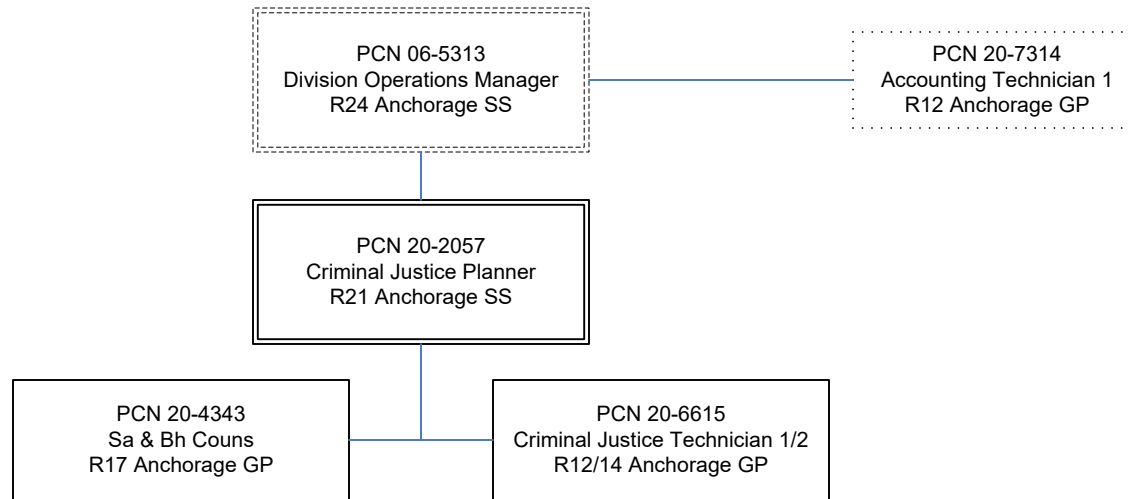 PCN 06-5313
Division Operations Manager
R24 Anchorage SS
PCN 20-7314
Accounting Technician 1
R12 Anchorage GP
PCN 20-2057
Criminal Justice Planner
R21 Anchorage SS
PCN 20-4343
Sa & Bh Couns
R17 Anchorage GP
PCN 20-6615
Criminal Justice Technician 1/2
R12/14 Anchorage GP